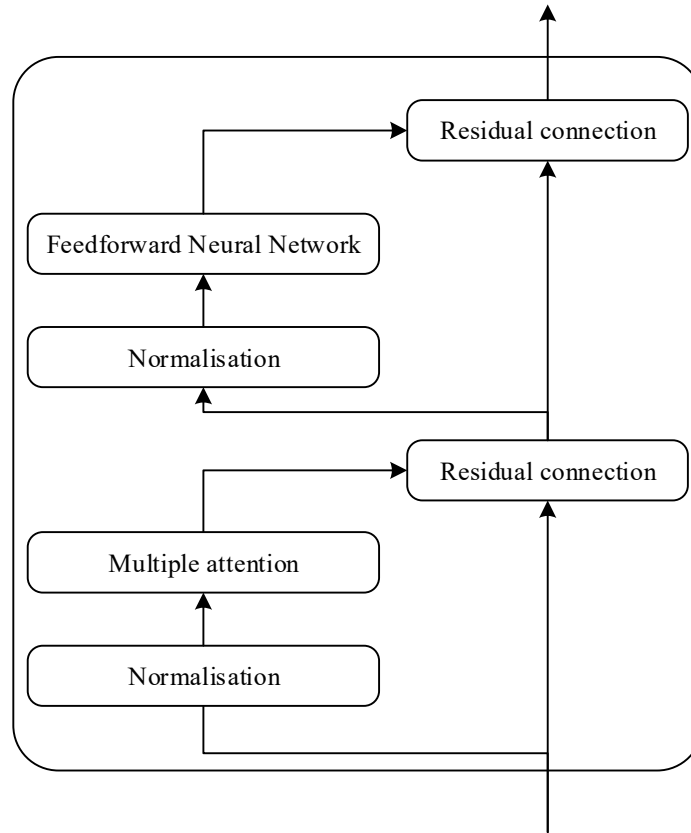 Residual connection
Feedforward Neural Network
Normalisation
Residual connection
Multiple attention
Normalisation